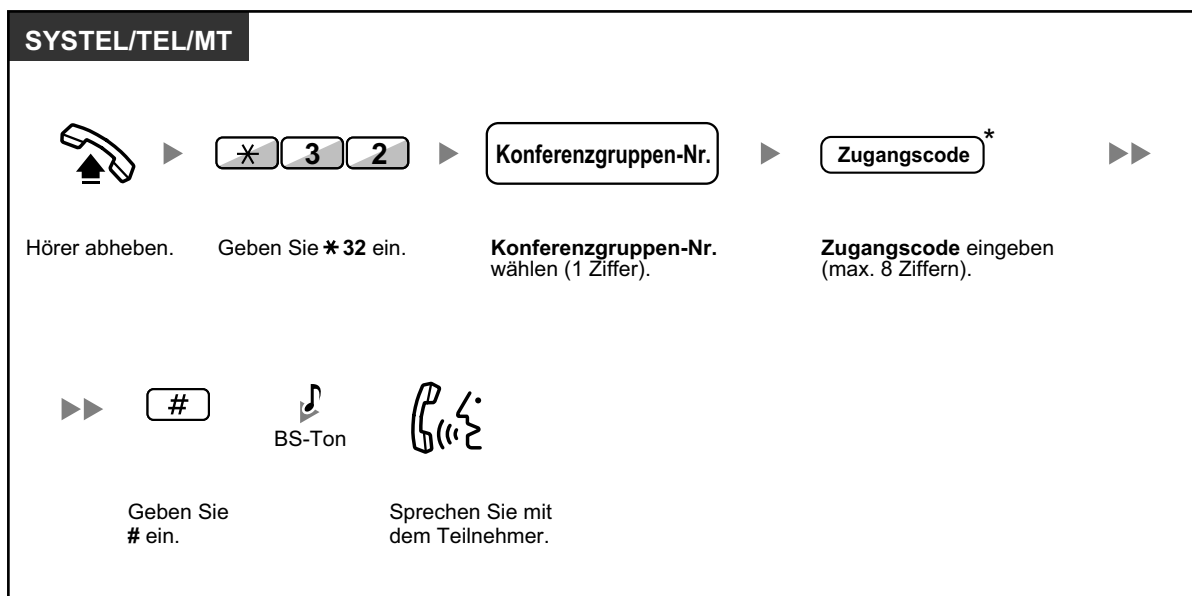 SYSTEL/TEL/MT
* 3 2
Konferenzgruppen-Nr.
Zugangscode*
Hörer abheben.
Geben Sie * 32 ein.
Konferenzgruppen-Nr.
wählen (1 Ziffer).
Zugangscode eingeben
(max. 8 Ziffern).
#
BS-Ton
Geben Sie
# ein.
Sprechen Sie mit
dem Teilnehmer.